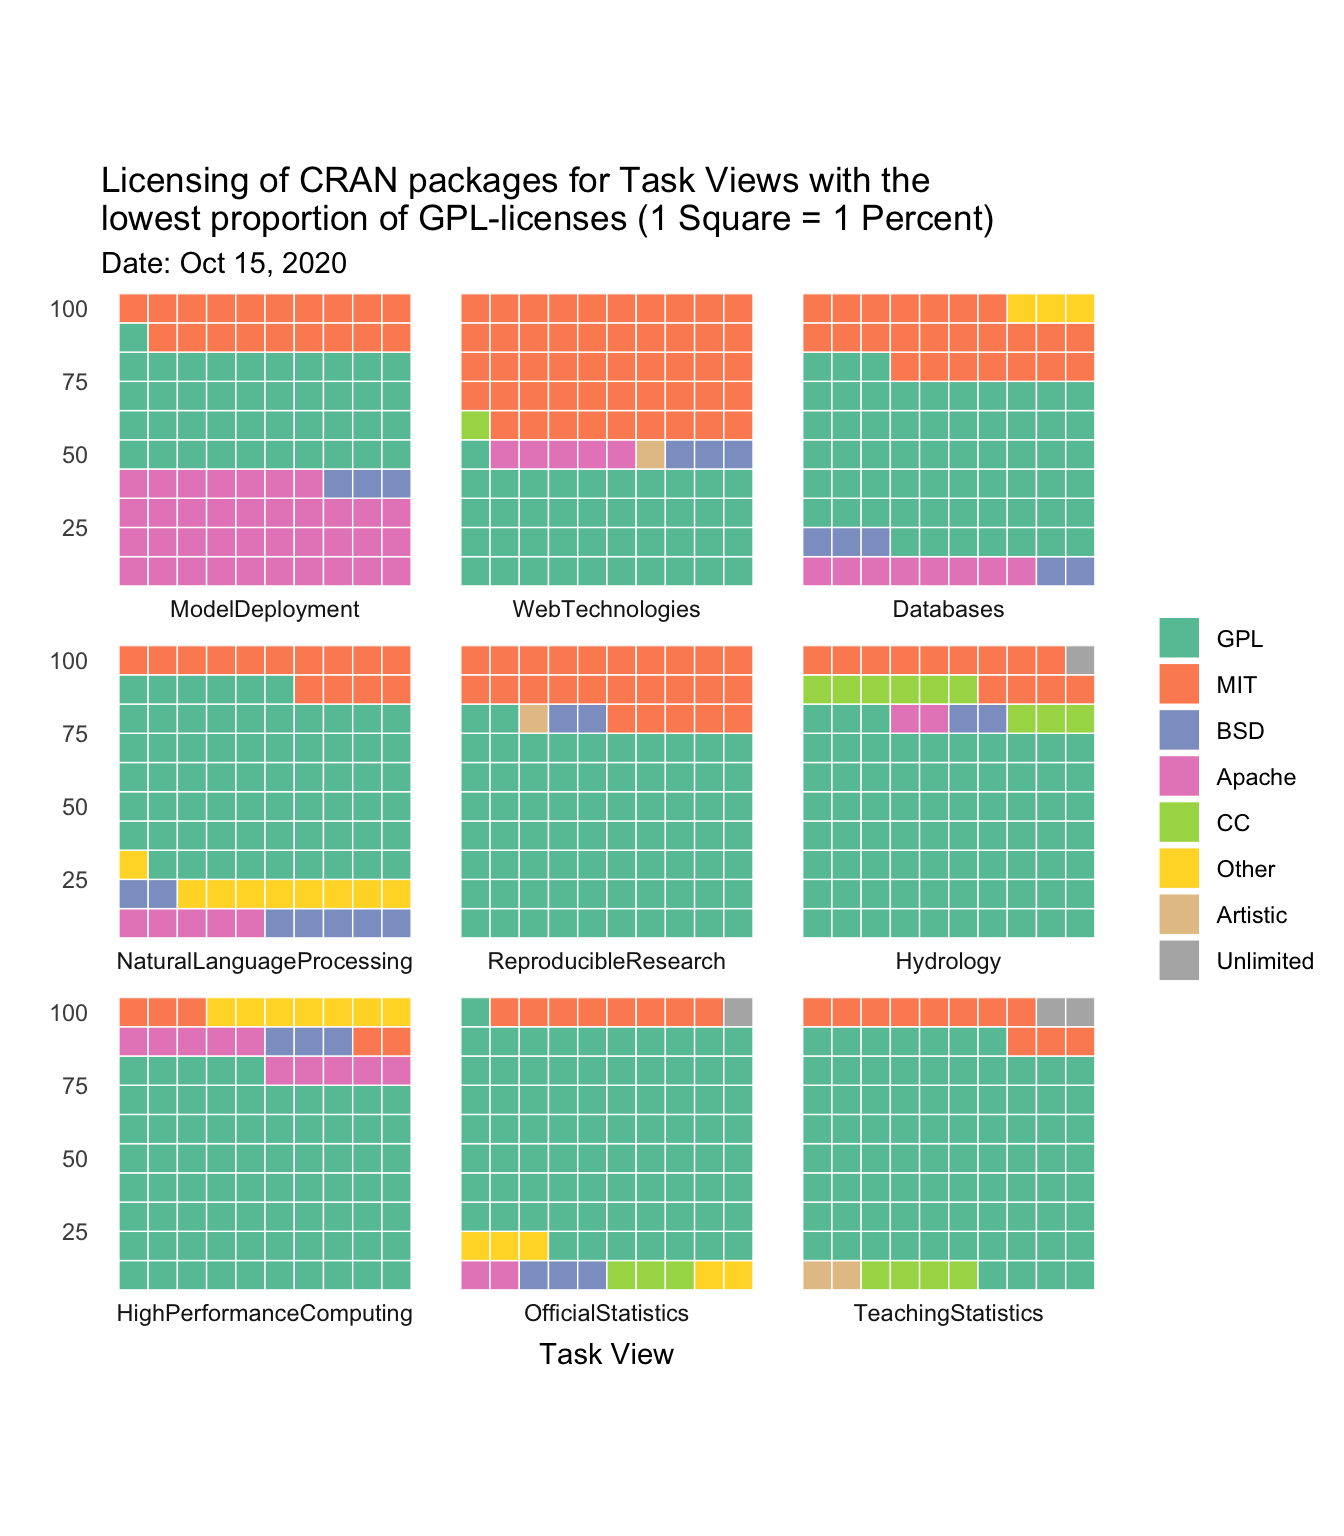 Licensing of CRAN packages for Task Views with the
lowest proportion of GPL-licenses (1 Square = 1 Percent)
Date: Oct 15, 2020
100
75
50
25
ModelDeployment
WebTechnologies
Databases
100
75
50
25
NaturalLanguageProcessing
ReproducibleResearch
Hydrology
100
75
50
25
HighPerformanceComputing
OfficialStatistics
TeachingStatistics
Task View
GPL
MIT
BSD
Apache
CC
Other
Artistic
Unlimited